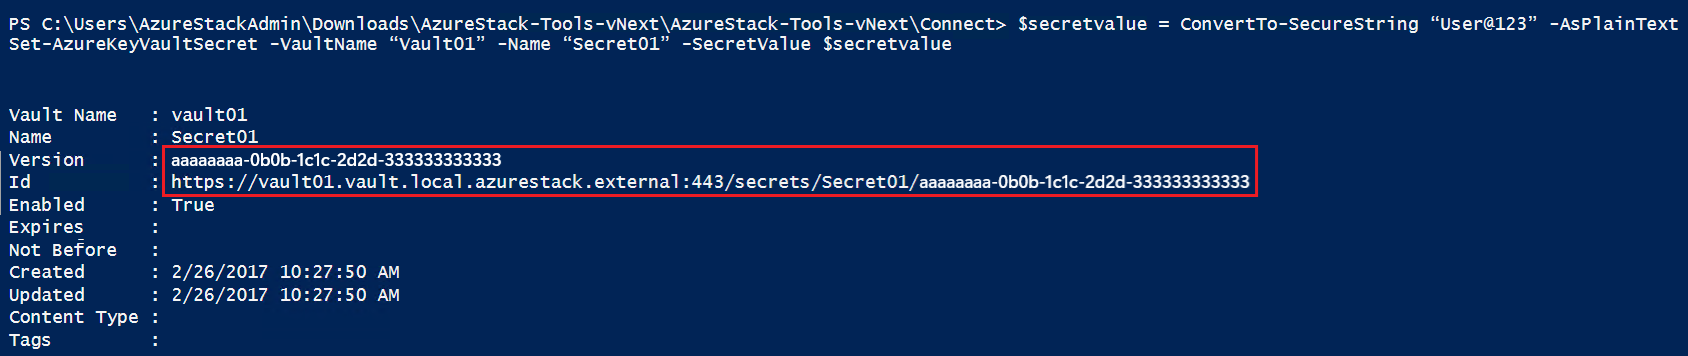 PS C:\Users\AzureStackAdmin\Downloads\AzureStack-Tools-vNext\AzureStack-Tools-vNext\Connect> $secretvalue = ConvertTo-SecureString “User@123” -AsPlainText
Set-AzureKeyVaultSecret -VaultName “Vault01” -Name “Secret01” -SecretValue $secretvalue
Vault Name : vault01
Name : Secret01
Version : aaaaaaaa-0b0b-1c1c-2d2d-333333333333
Id : https://vault01.vault.local.azurestack.external:443/secrets/Secret01/aaaaaaaa-0b0b-1c1c-2d2d-333333333333
Enabled : True
Expires :
Not Before :
Created : 2/26/2017 10:27:50 AM
Updated : 2/26/2017 10:27:50 AM
Content Type :
Tags :